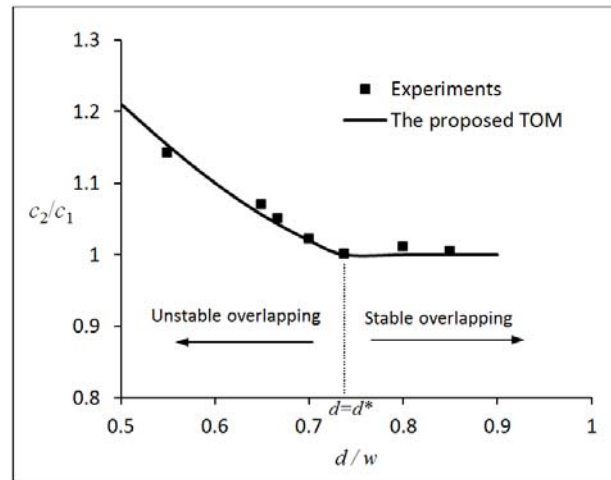 1.3
Experiments
1.2
The proposed TOM
1.1
c2/c1
1
Unstable overlapping
Stable overlapping
0.9
0.8
d=d*
0.5
0.6
0.7
0.8
0.9
1
d/w